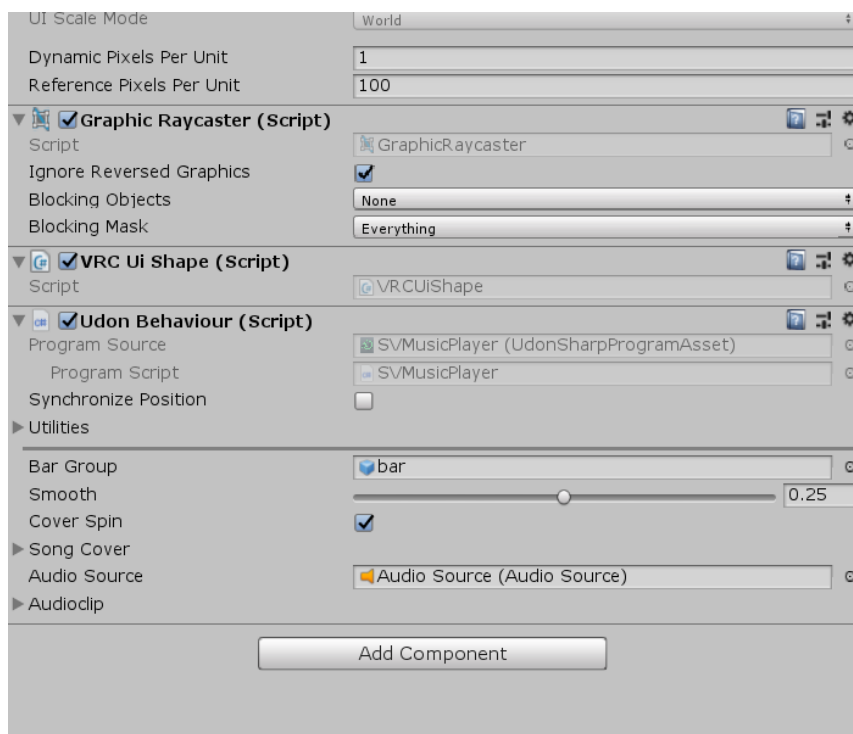 UI Scale Mode World
Dynamic Pixels Per Unit 1
Reference Pixels Per Unit 100
Graphic Raycaster (Script)
Script GraphicRaycaster
Ignore Reversed Graphics
Blocking Objects None
Blocking Mask Everything
VRC Ui Shape (Script)
Script VRCUiShape
Udon Behaviour (Script)
Program Source SVMusicPlayer (UdonSharpProgramAsset)
Program Script SVMusicPlayer
Synchronize Position
Utilities
Bar Group bar
Smooth 0.25
Cover Spin
Song Cover
Audio Source Audio Source (Audio Source)
Audioclip
Add Component